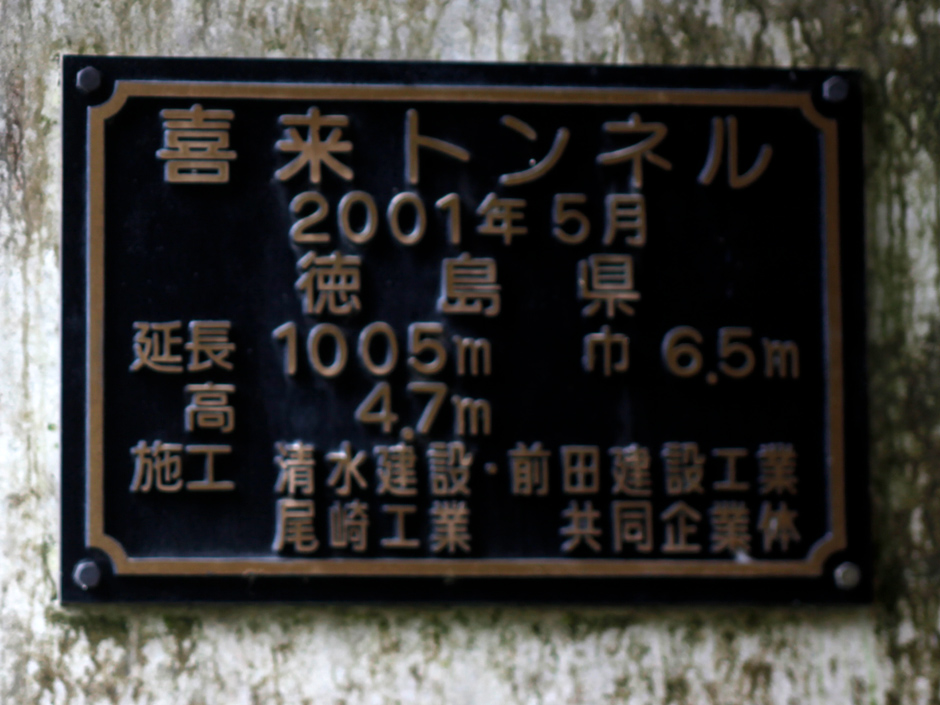 喜来トンネル
2001年5月
徳島県
延長 1005m 巾 6.5m
高 4.7m
施工 清水建設・前田建設工業
尾崎工業 共同企業体